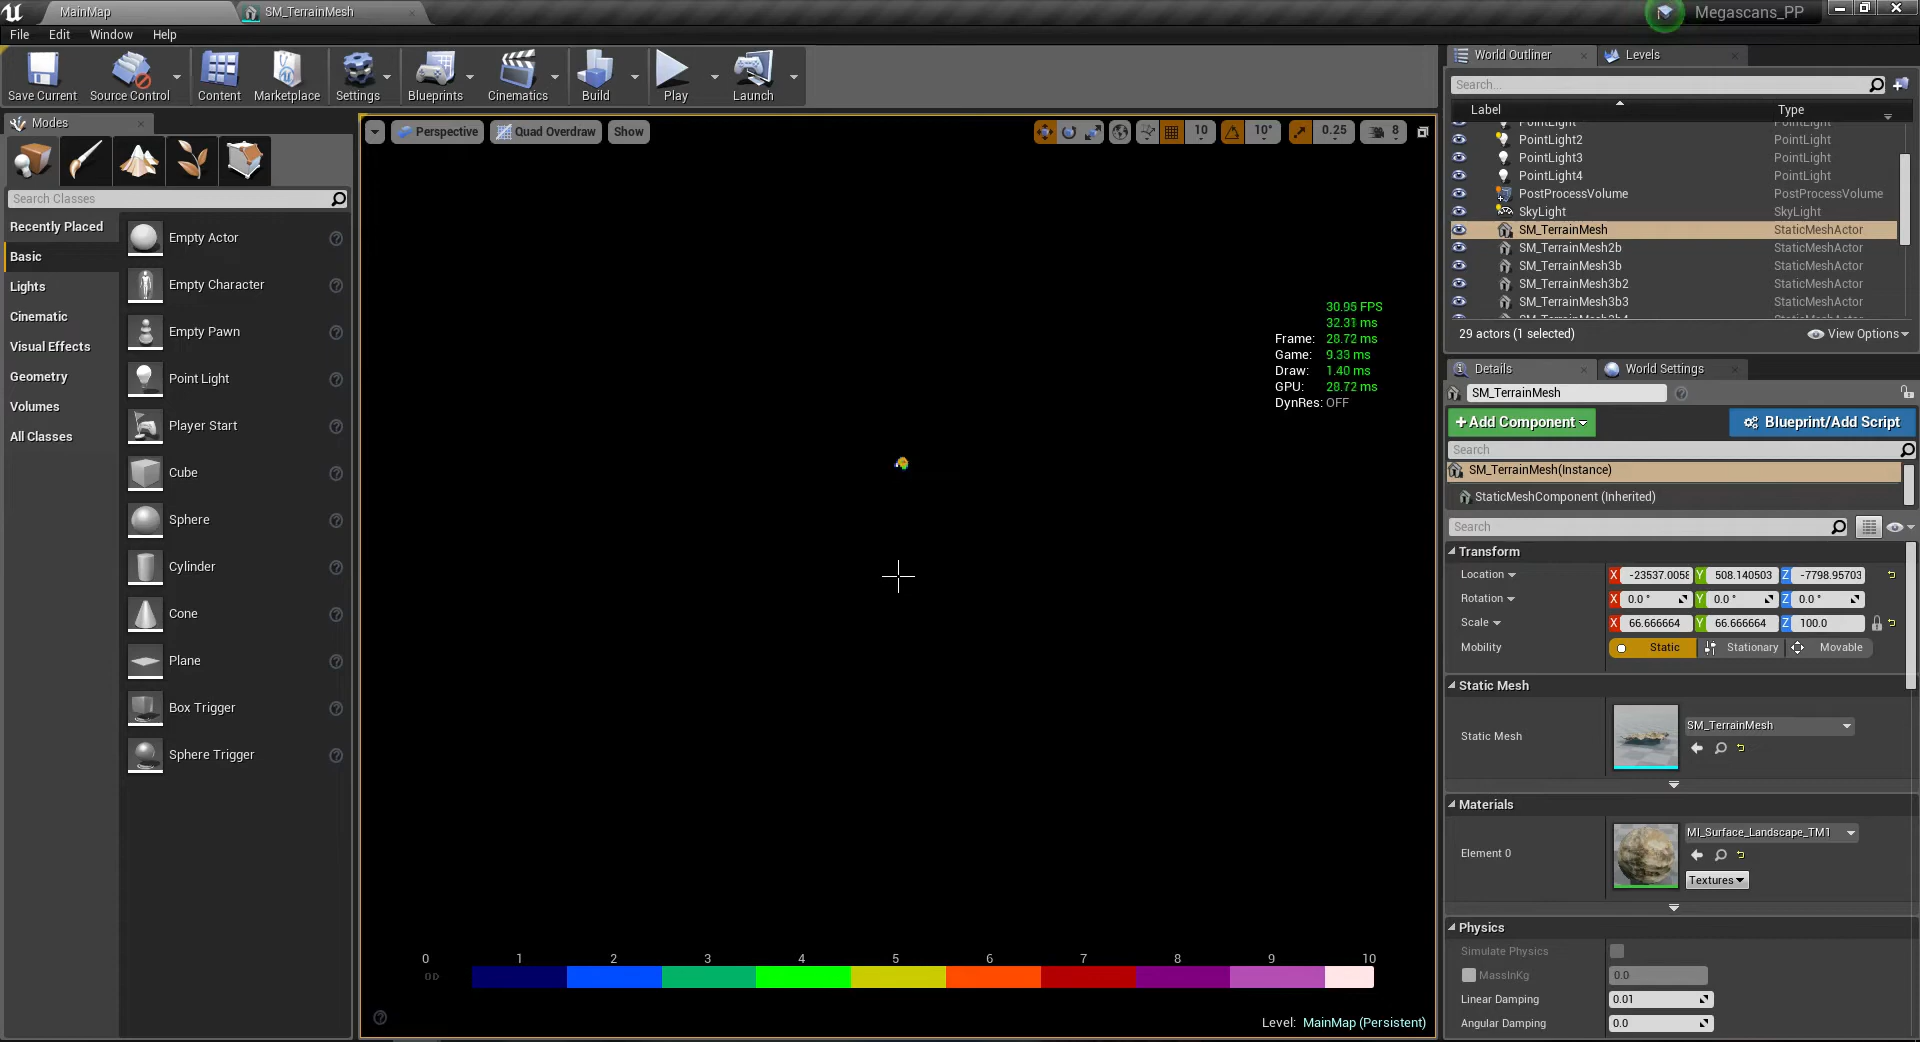 MainMap
SM_TerrainMesh
Megascans_PP
File Edit Window Help
Save Current
Source Control
Content
Marketplace
Settings
Blueprints
Cinematics
Build
Play
Launch
Modes
Search Classes
Recently Placed
Basic
Lights
Cinematic
Visual Effects
Geometry
Volumes
All Classes
Empty Actor
Empty Character
Empty Pawn
Point Light
Player Start
Cube
Sphere
Cylinder
Cone
Plane
Box Trigger
Sphere Trigger
Perspective
Quad Overdraw
Show
10
10°
0.25
8
30.95 FPS
32.31 ms
Frame: 28.72 ms
Game: 9.33 ms
Draw: 1.40 ms
GPU: 28.72 ms
DynRes: OFF
0 1 2 3 4 5 6 7 8 9 10
OD
Level: MainMap (Persistent)
World Outliner
Levels
Search...
Label Type
PointLight PointLight
PointLight2 PointLight
PointLight3 PointLight
PointLight4 PointLight
PostProcessVolume PostProcessVolume
SkyLight SkyLight
SM_TerrainMesh StaticMeshActor
SM_TerrainMesh2b StaticMeshActor
SM_TerrainMesh3b StaticMeshActor
SM_TerrainMesh3b2 StaticMeshActor
SM_TerrainMesh3b3 StaticMeshActor
29 actors (1 selected)
View Options
Details
World Settings
SM_TerrainMesh
+Add Component
Blueprint/Add Script
Search
SM_TerrainMesh(Instance)
StaticMeshComponent (Inherited)
Search
Transform
Location X -23537.0058 Y 508.140503 Z -7798.95703
Rotation X 0.0 ° Y 0.0 ° Z 0.0 °
Scale X 66.666664 Y 66.666664 Z 100.0
Mobility Static Stationary Movable
Static Mesh
Static Mesh SM_TerrainMesh
Materials
Element 0 MI_Surface_Landscape_TM1
Textures
Physics
Simulate Physics
MassInKg 0.0
Linear Damping 0.01
Angular Damping 0.0